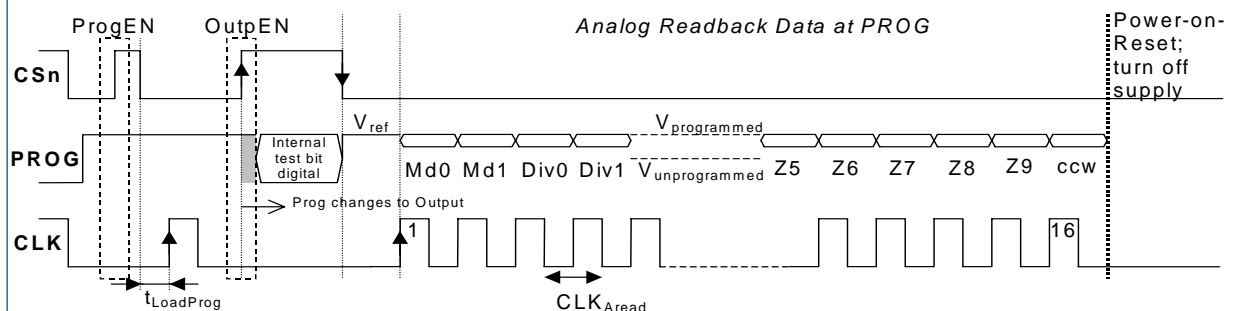 ProgEN
OutpEN
Analog Readback Data at PROG
Power-on-
Reset;
turn off
supply
CSn
PROG
Internal
test bit
digital
Vref
Vprogrammed
Vunprogrammed
Md0 Md1 Div0 Div1
Z5 Z6 Z7 Z8 Z9 ccw
Prog changes to Output
CLK
1
16
tLoadProg
CLKAread